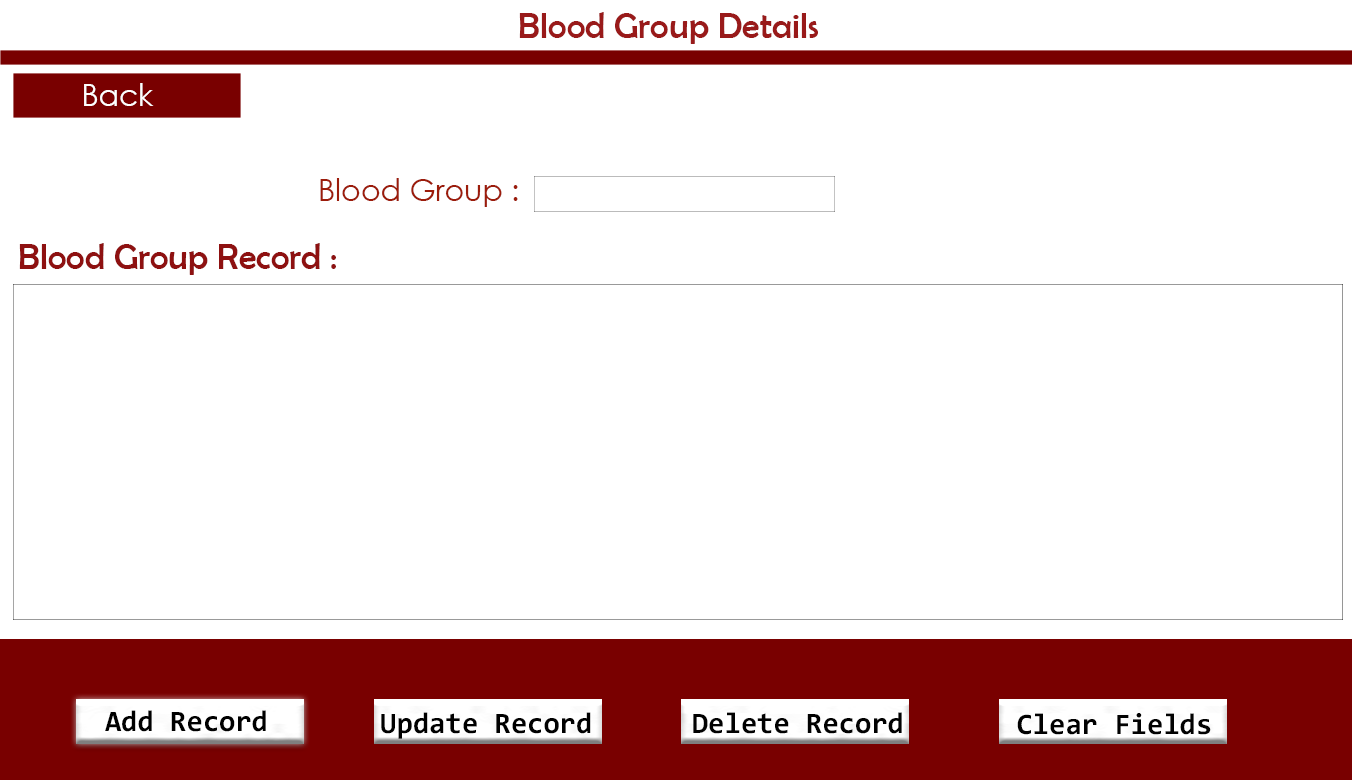 Blood Group Details
Back
Blood Group :
Blood Group Record :
Add Record
Update Record
Delete Record
Clear Fields